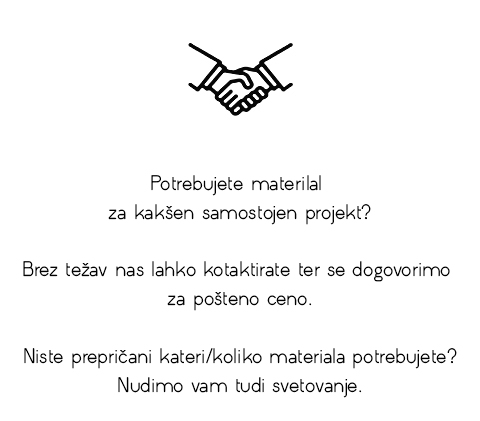 Potrebujete materilal
za kakšen samostojen projekt?
Brez težav nas lahko kotaktirate ter se dogovorimo
za pošteno ceno.
Niste prepričani kateri/koliko materiala potrebujete?
Nudimo vam tudi svetovanje.